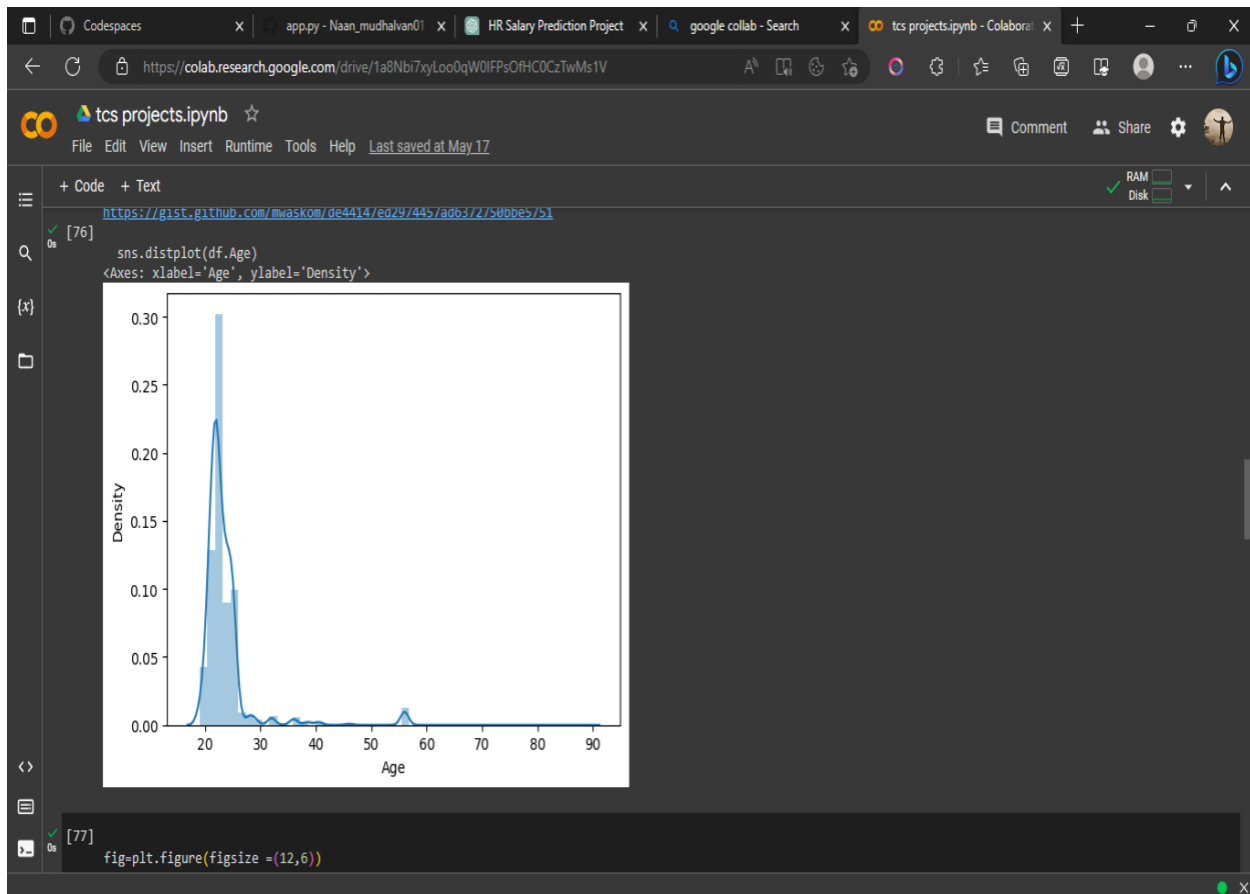 Codespaces
app.py - Naan_mudhalvan01
HR Salary Prediction Project
google collab - Search
tcs projects.ipynb - Colaborat
https://colab.research.google.com/drive/1a8Nbi7xyLoo0qW0IFPsOfHC0CzTwMs1V
tcs projects.ipynb
Comment
Share
File Edit View Insert Runtime Tools Help Last saved at May 17
+ Code + Text
RAM
Disk
https://gist.github.com/mwaskom/de44147ed2974457ad6372750bbe5751
[76]
0s
sns.distplot(df.Age)
<Axes: xlabel='Age', ylabel='Density'>
{x}
0.30
0.25
0.20
0.15
0.10
0.05
0.00
Density
20 30 40 50 60 70 80 90
Age
[77]
0s
fig=plt.figure(figsize =(12,6))